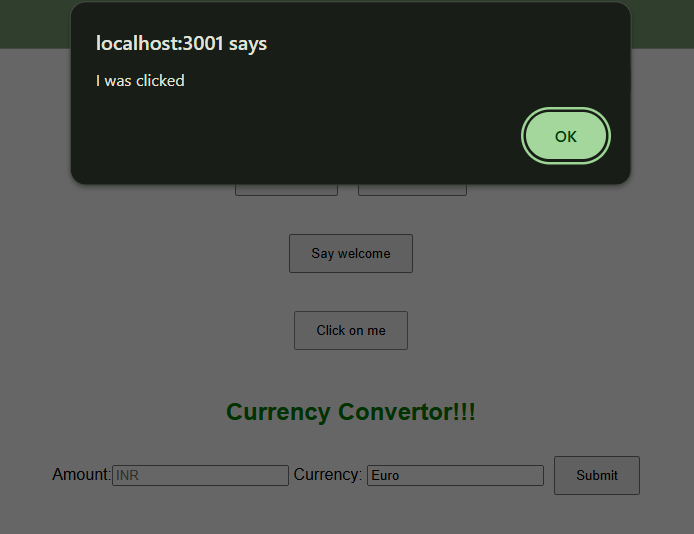 localhost:3001 says
I was clicked
OK
Say welcome
Click on me
Currency Convertor!!!
Amount: INR Currency: Euro Submit